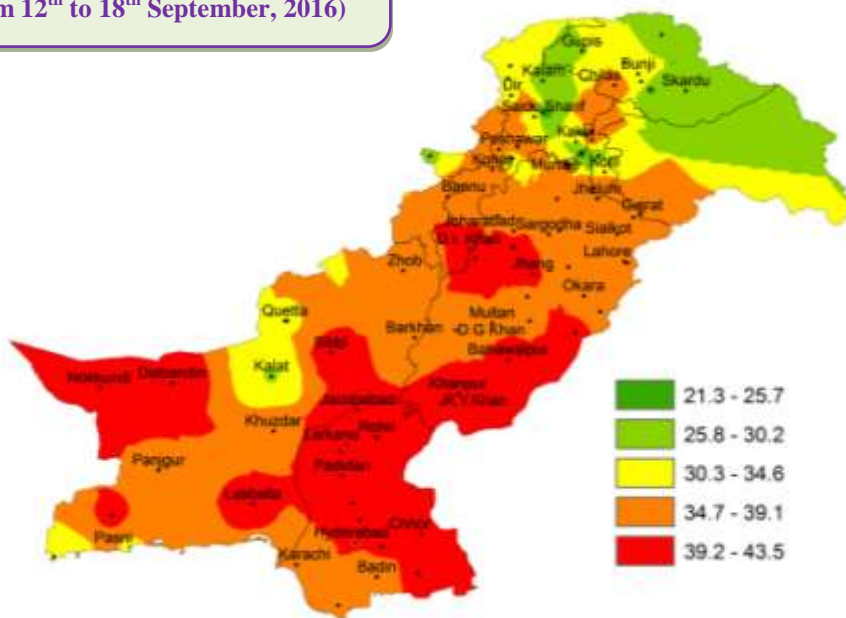 m 12th to 18th September, 2016)
Gupis
Bunji
Kalam
Chilas
Skardu
Dir
Saidu Sharif
Peshawar
Kakul
Kohat
Murree
Kotli
Bannu
Jhelum
Gujrat
Joharabad
Sargodha
Sialkot
D.I. Khan
Lahore
Zhob
Jhang
Okara
Quetta
Multan
Barkhan
D.G Khan
Sibbi
Bahawalpur
Kalat
Nokkundi
Dalbandin
Khanpur
Jacobabad
Khuzdar
Larkana
Rohri
Panjgur
Padidan
Lasbella
Pasni
Hyderabad
Chhor
Karachi
Badin
21.3 - 25.7
25.8 - 30.2
30.3 - 34.6
34.7 - 39.1
39.2 - 43.5